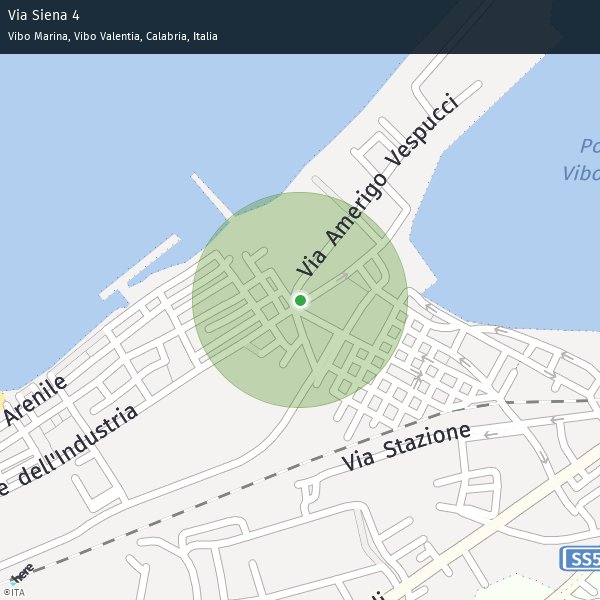 Via Siena 4
Vibo Marina, Vibo Valentia, Calabria, Italia
Via Amerigo Vespucci
Po
Vibo
Arenile
e dell'Industria
Via Stazione
SS5
here
©ITA